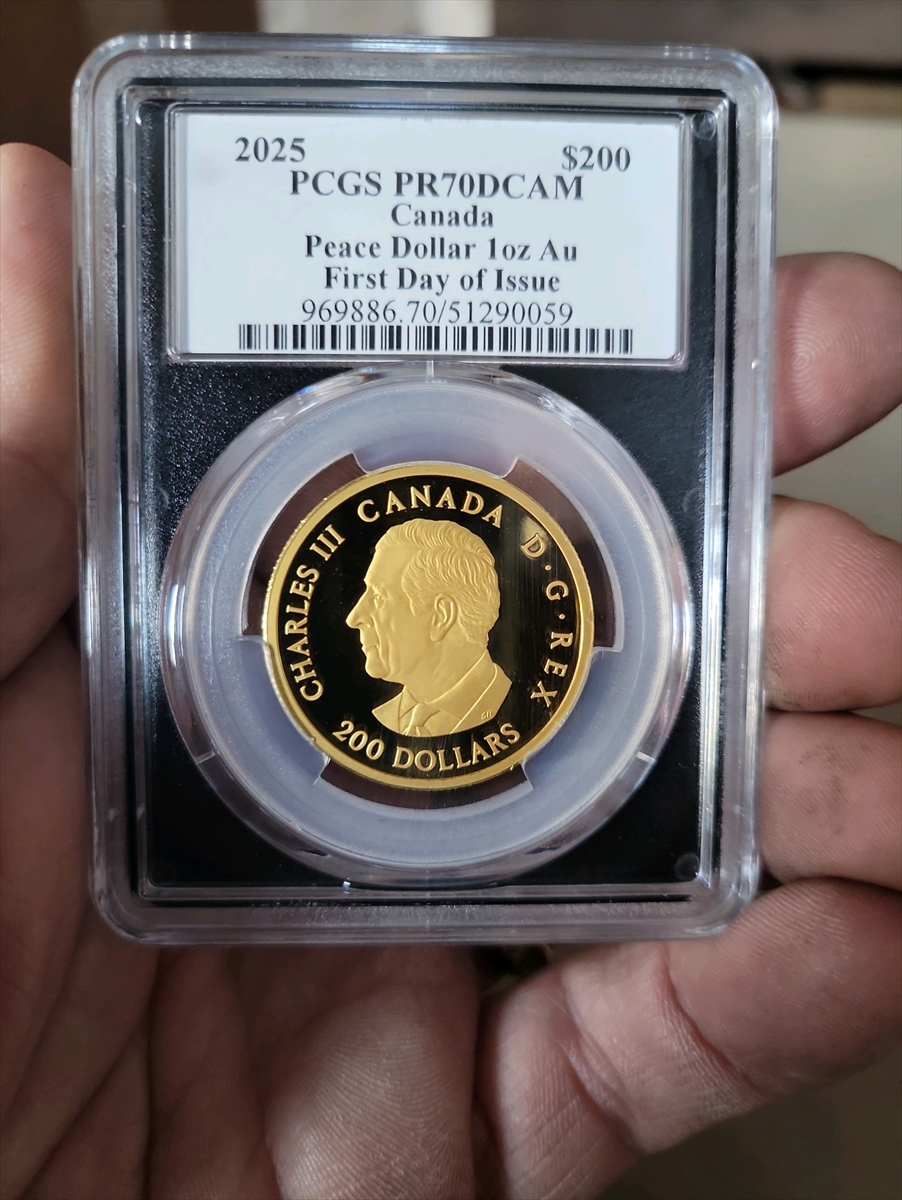 2025 $200
PCGS PR70DCAM
Canada
Peace Dollar 1oz Au
First Day of Issue
969886.70/51290059
CHARLES III CANADA D·G·REX
200 DOLLARS